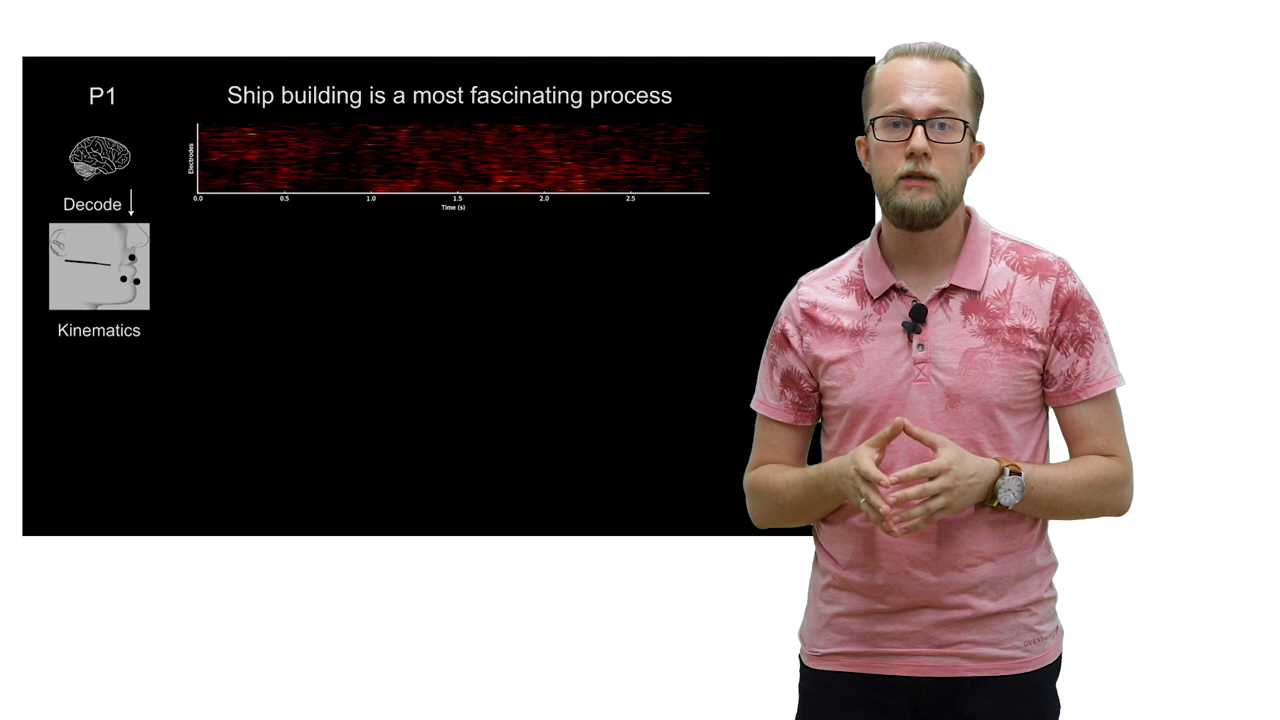 P1
Ship building is a most fascinating process
Electrodes
0.0 0.5 1.0 1.5 2.0 2.5
Time (s)
Decode
Kinematics